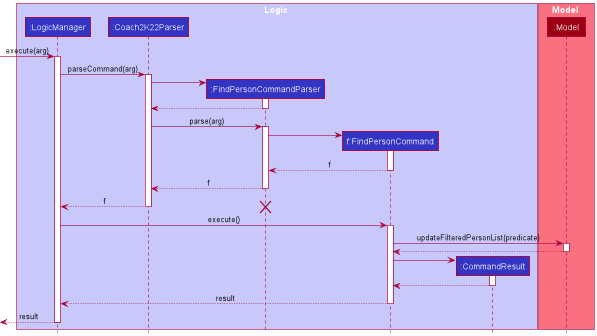 Logic
Model
:LogicManager
:Coach2K22Parser
:Model
execute(arg)
parseCommand(arg)
:FindPersonCommandParser
parse(arg)
f:FindPersonCommand
f
f
f
execute()
updateFilteredPersonList(predicate)
:CommandResult
result
result